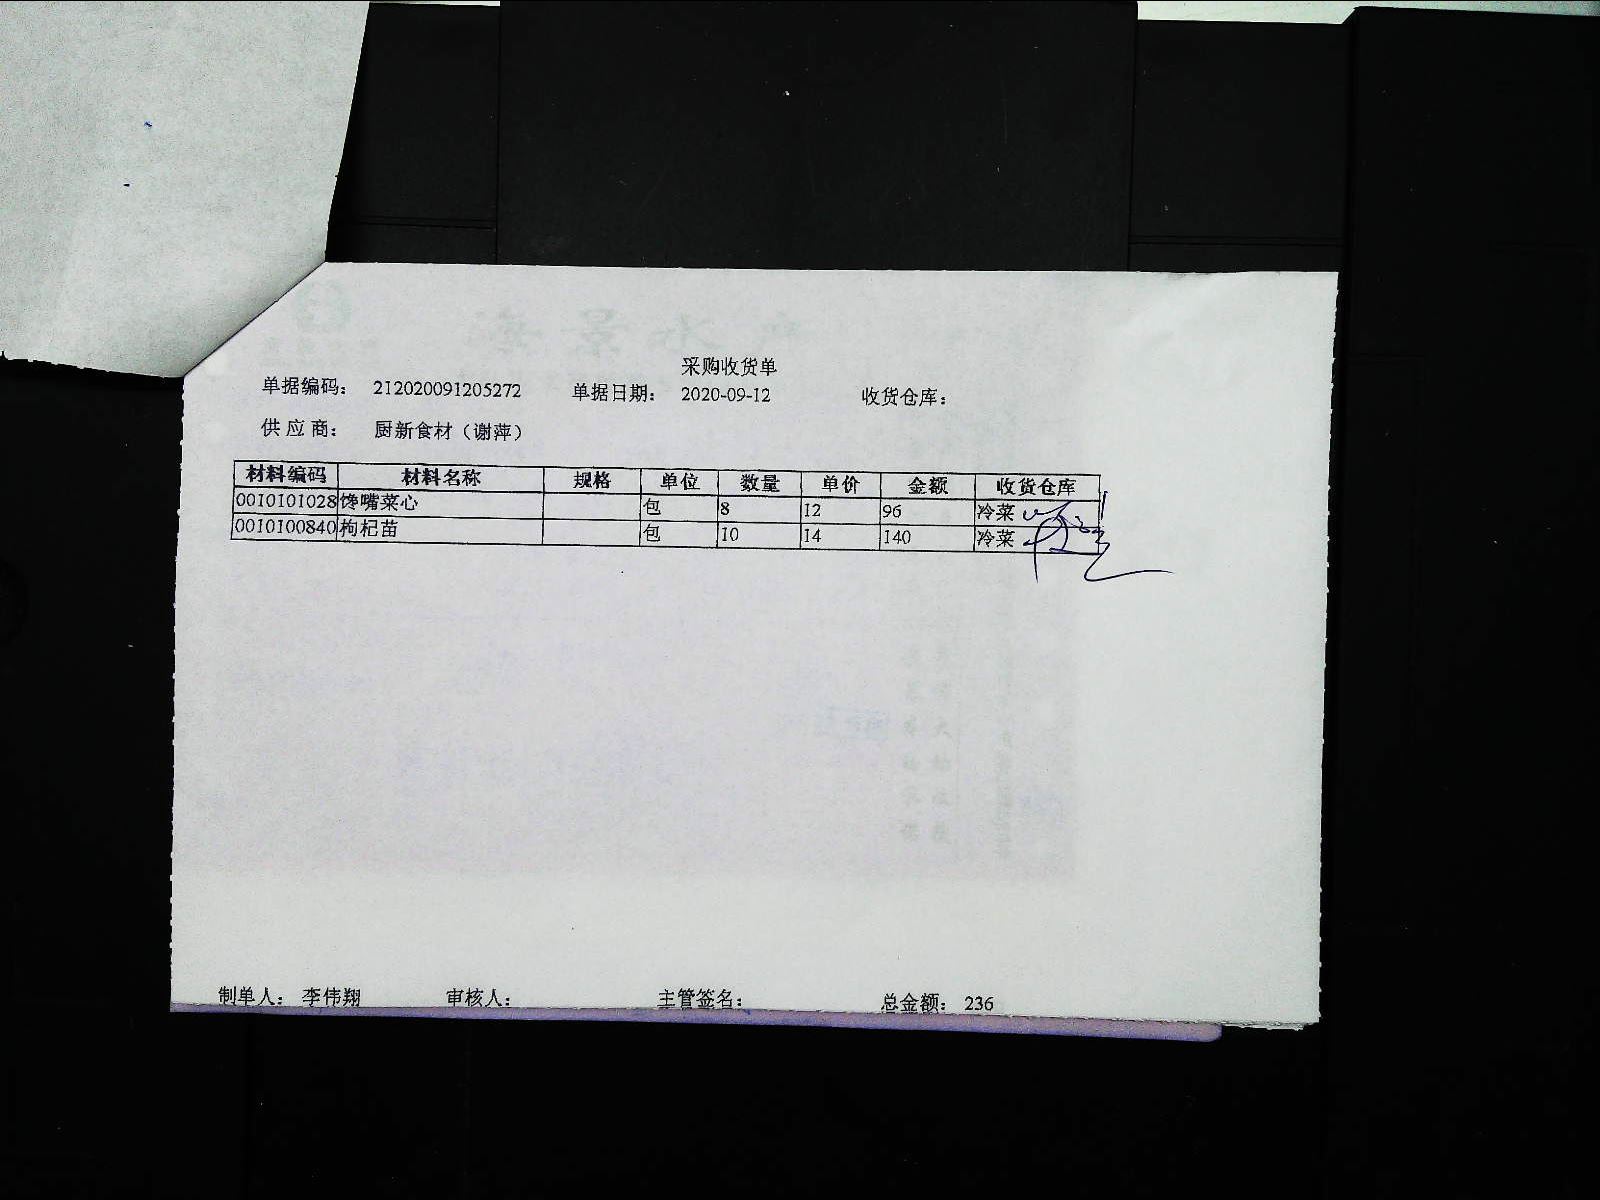 采购收货单
单据编码： 212020091205272 单据日期： 2020-09-12 收货仓库：
供 应 商： 厨新食材（谢萍）
材料编码 材料名称 规格 单位 数量 单价 金额 收货仓库
0010101028 馋嘴菜心 包 8 12 96 冷菜
0010100840 枸杞苗 包 10 14 140 冷菜
制单人： 李伟翔 审核人： 主管签名： 总金额： 236